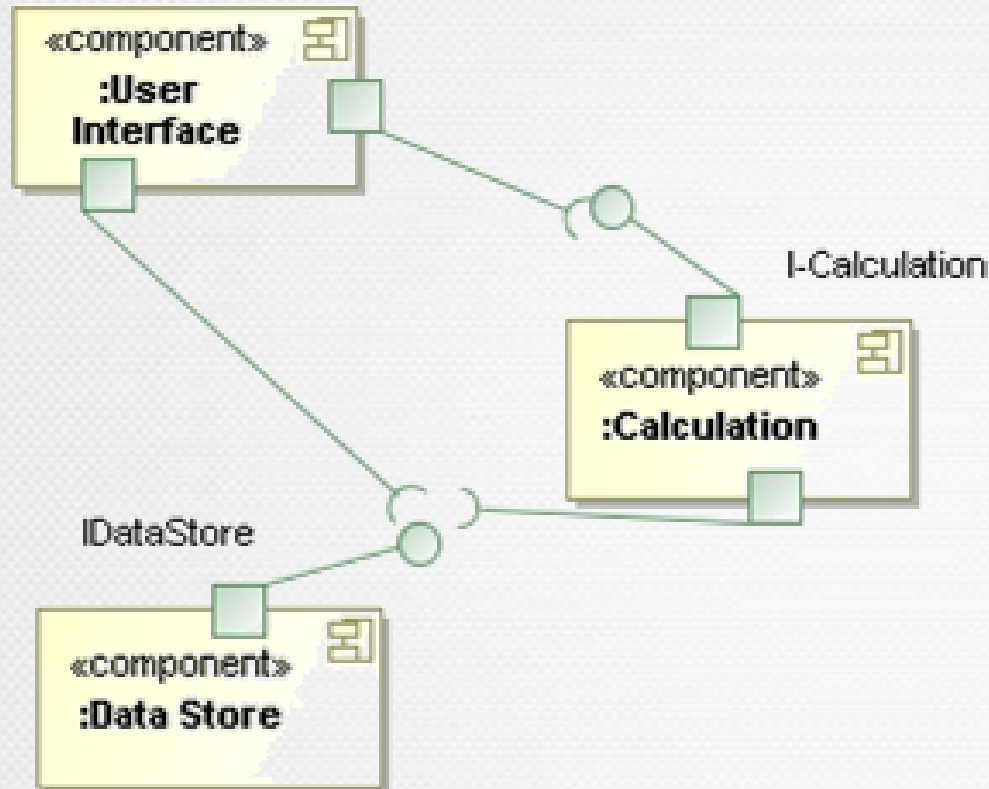 «component»
:User
Interface
I-Calculation
«component»
:Calculation
IDataStore
«component»
:Data Store